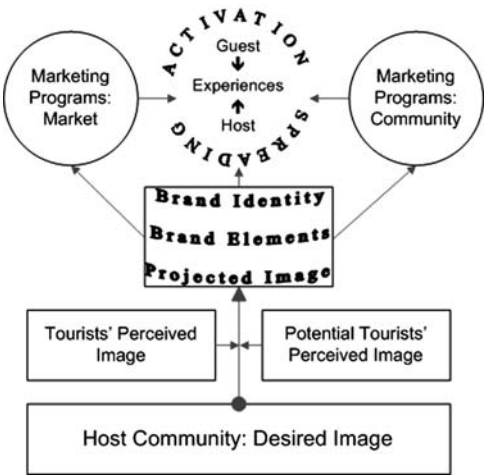 SPREADING
ACTIVATION
Guest
Experiences
Host
Marketing
Programs:
Market
Marketing
Programs:
Community
Brand Identity
Brand Elements
Projected Image
Tourists' Perceived
Image
Potential Tourists'
Perceived Image
Host Community: Desired Image